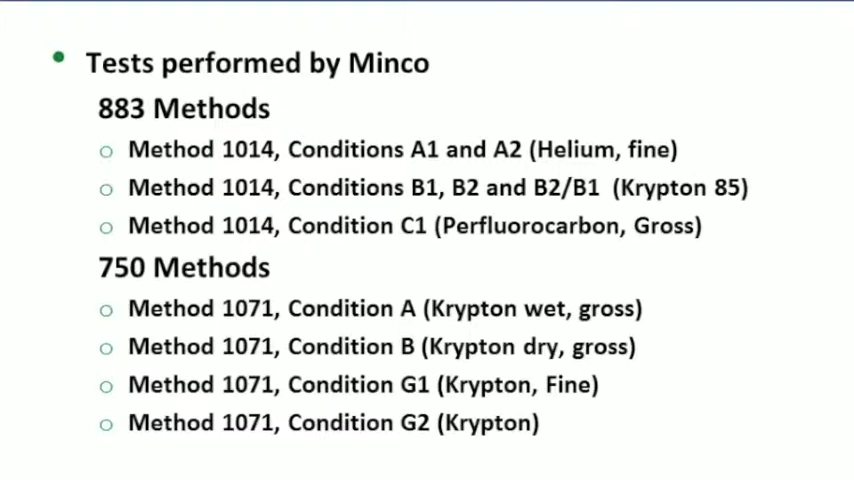 • Tests performed by Minco
883 Methods
o Method 1014, Conditions A1 and A2 (Helium, fine)
o Method 1014, Conditions B1, B2 and B2/B1 (Krypton 85)
o Method 1014, Condition C1 (Perfluorocarbon, Gross)
750 Methods
o Method 1071, Condition A (Krypton wet, gross)
o Method 1071, Condition B (Krypton dry, gross)
o Method 1071, Condition G1 (Krypton, Fine)
o Method 1071, Condition G2 (Krypton)